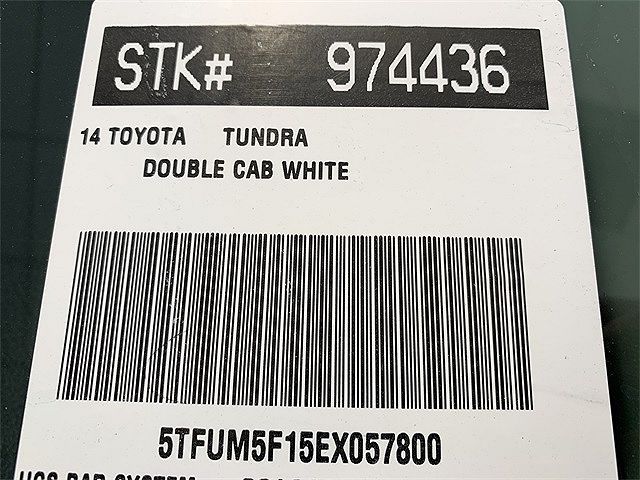 STK# 974436
14 TOYOTA TUNDRA
DOUBLE CAB WHITE
5TFUM5F15EX057800